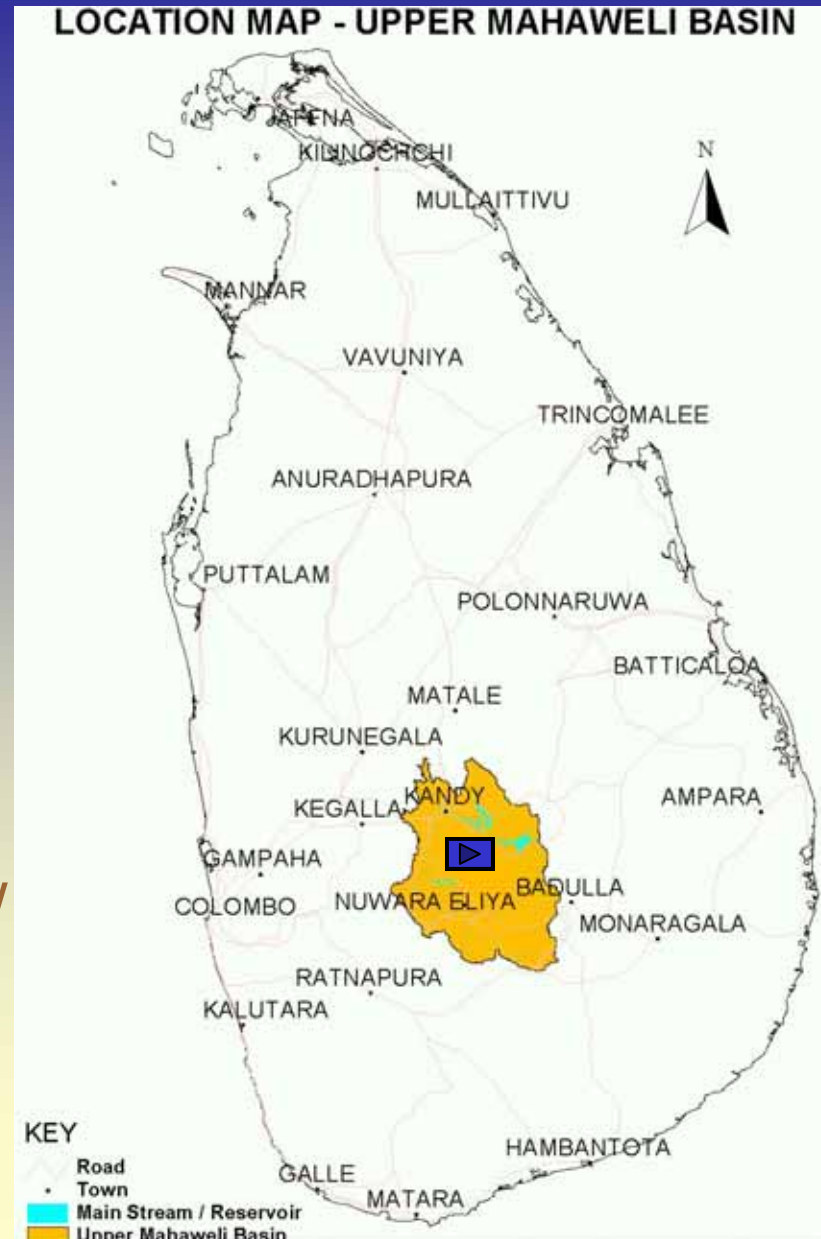 LOCATION MAP - UPPER MAHAWELI BASIN
JAFFNA
KILINOCHCHI
N
MULLAITTIVU
MANNAR
VAVUNIYA
TRINCOMALEE
ANURADHAPURA
PUTTALAM
POLONNARUWA
BATTICALOA
MATALE
KURUNEGALA
KEGALLA
KANDY
AMPARA
GAMPAHA
COLOMBO
NUWARA ELIYA
BADULLA
MONARAGALA
RATNAPURA
KALUTARA
KEY
HAMBANTOTA
Road
GALLE
Town
MATARA
Main Stream / Reservoir
Upper Mahaweli Basin